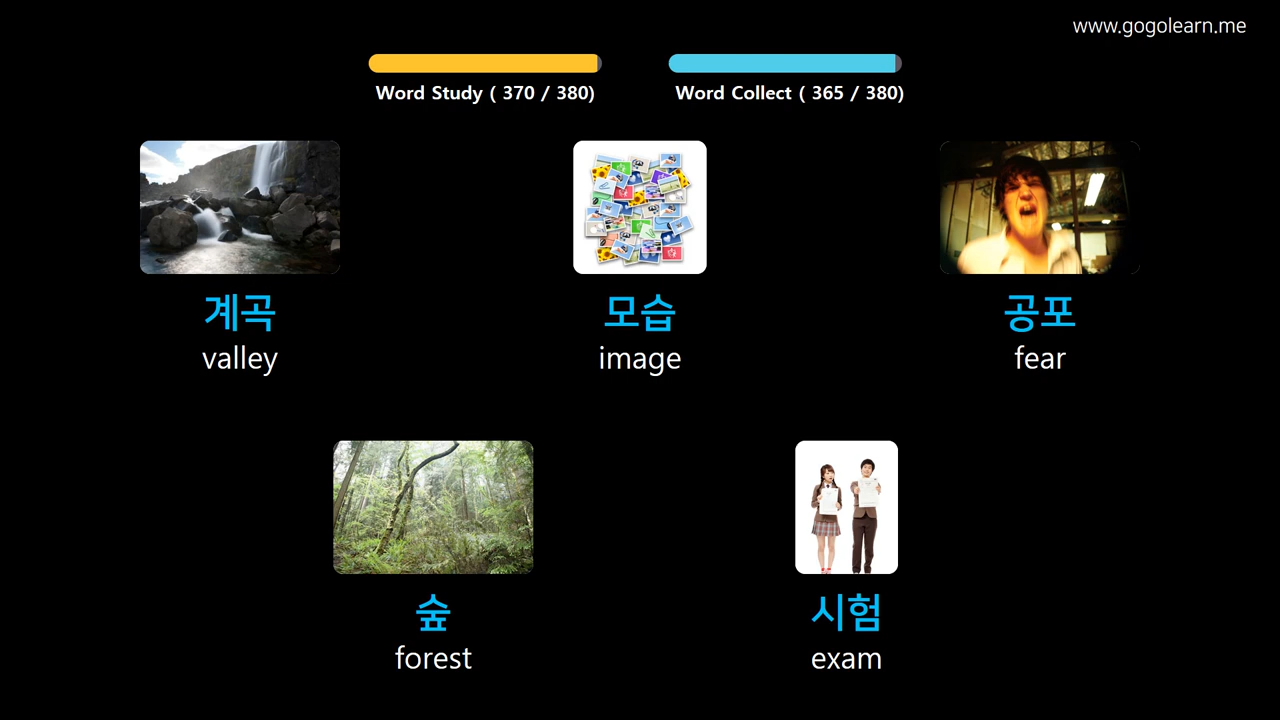 www.gogolearn.me
Word Study ( 370 / 380)
Word Collect ( 365 / 380)
계곡
valley
모습
image
공포
fear
숲
forest
시험
exam